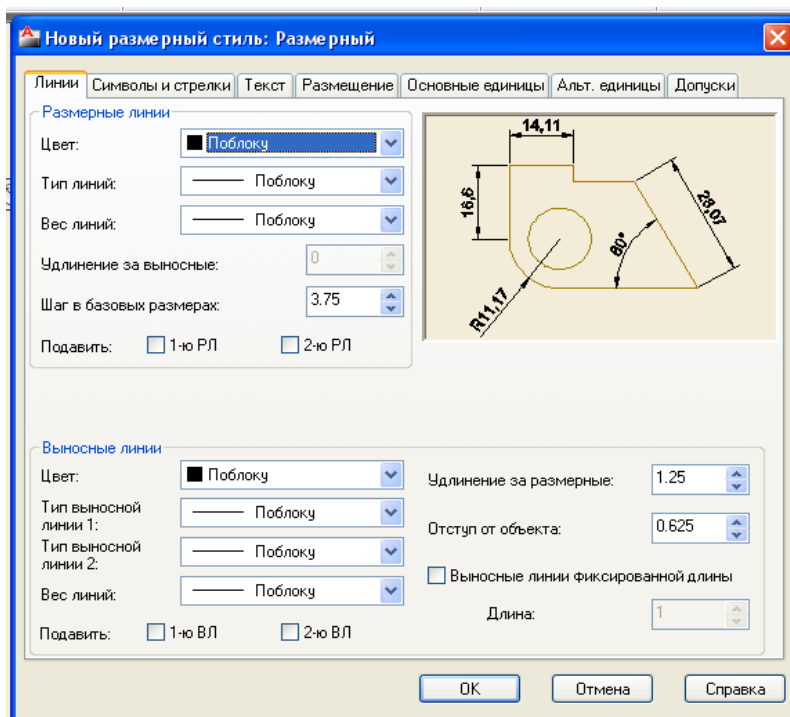 Новый размерный стиль: Размерный
Линии Символы и стрелки Текст Размещение Основные единицы Альт. единицы Допуски
Размерные линии
Цвет: Поблоку
Тип линий: Поблоку
Вес линий: Поблоку
Удлинение за выносные: 0
Шаг в базовых размерах: 3.75
Подавить: 1-ю РЛ 2-ю РЛ
14,11
16,6
28,07
60°
R11,17
Выносные линии
Цвет: Поблоку
Тип выносной линии 1: Поблоку
Тип выносной линии 2: Поблоку
Вес линий: Поблоку
Подавить: 1-ю ВЛ 2-ю ВЛ
Удлинение за размерные: 1.25
Отступ от объекта: 0.625
Выносные линии фиксированной длины
Длина: 1
OK Отмена Справка